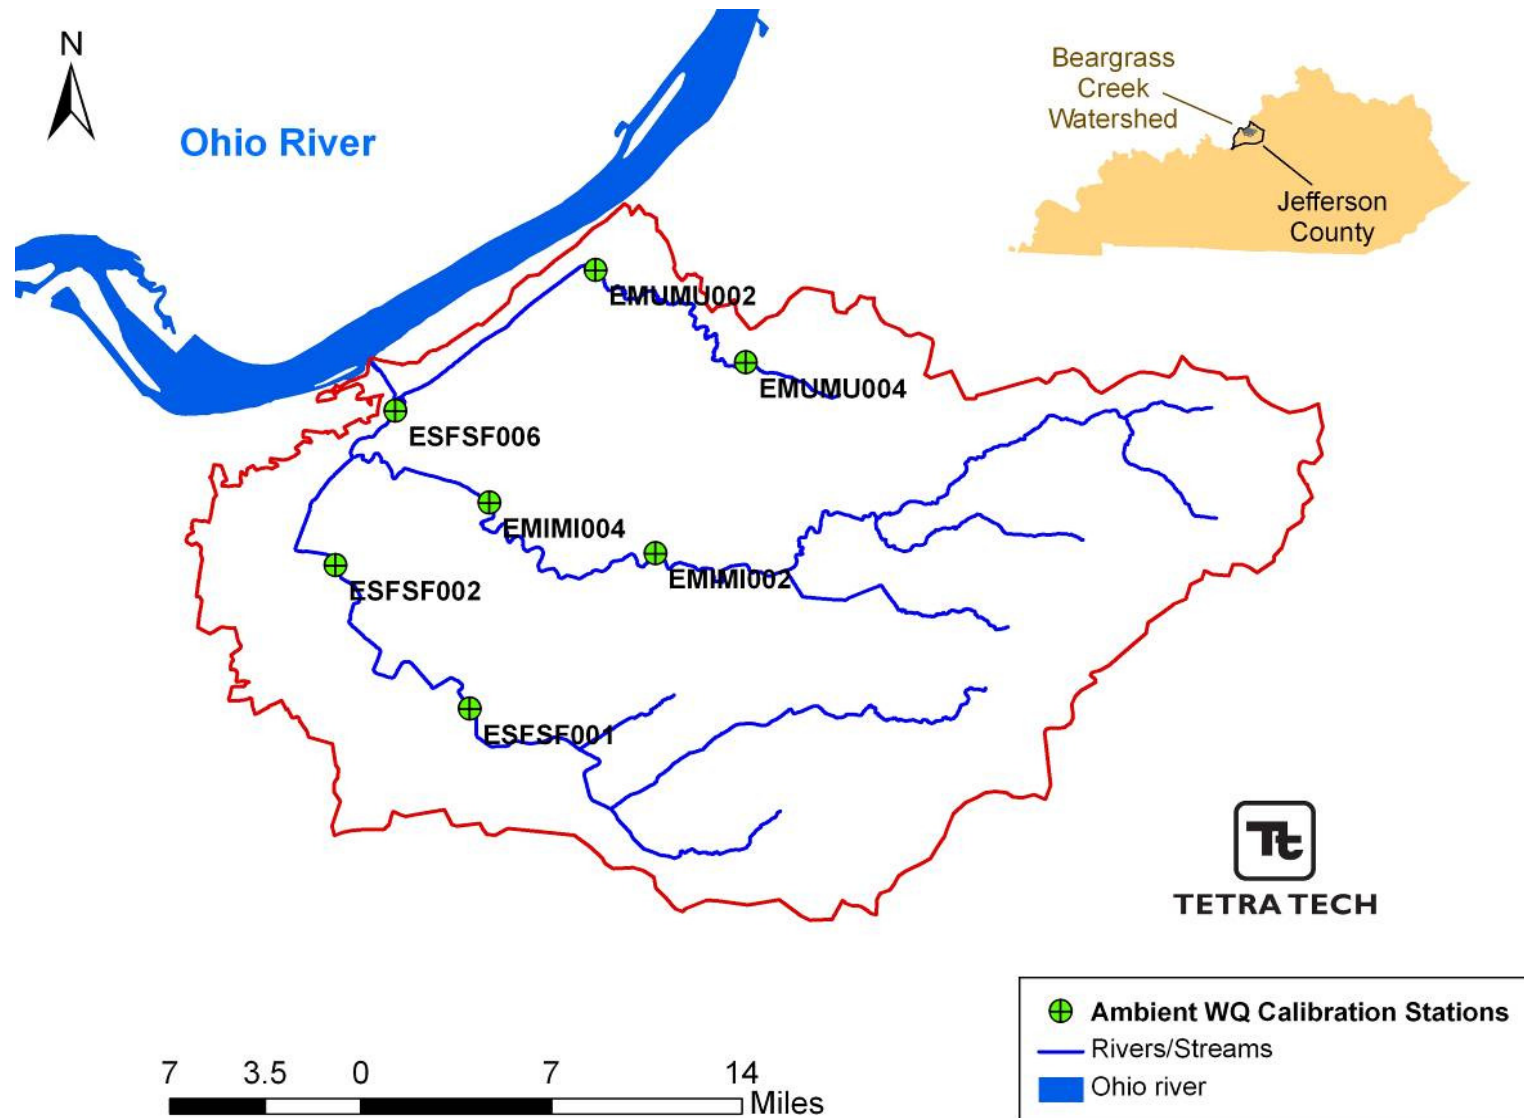 N
Ohio River
Beargrass
Creek
Watershed
Jefferson
County
EMUMU002
EMUMU004
ESFSF006
EMIMI004
EMIMI002
ESFSF002
ESFSF001
Tt
TETRA TECH
Ambient WQ Calibration Stations
Rivers/Streams
Ohio river
7 3.5 0 7 14
Miles